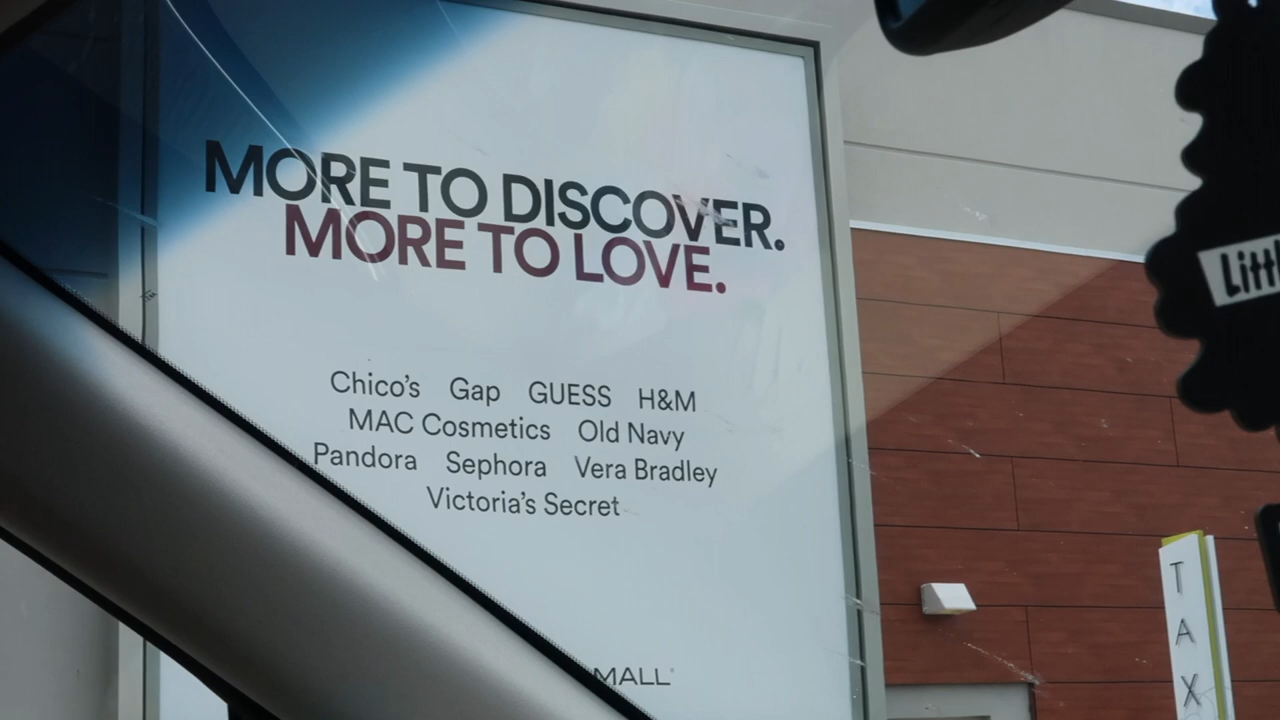 MORE TO DISCOVER.
MORE TO LOVE.
Chico's Gap GUESS H&M
MAC Cosmetics Old Navy
Pandora Sephora Vera Bradley
Victoria's Secret
MALL
TAX